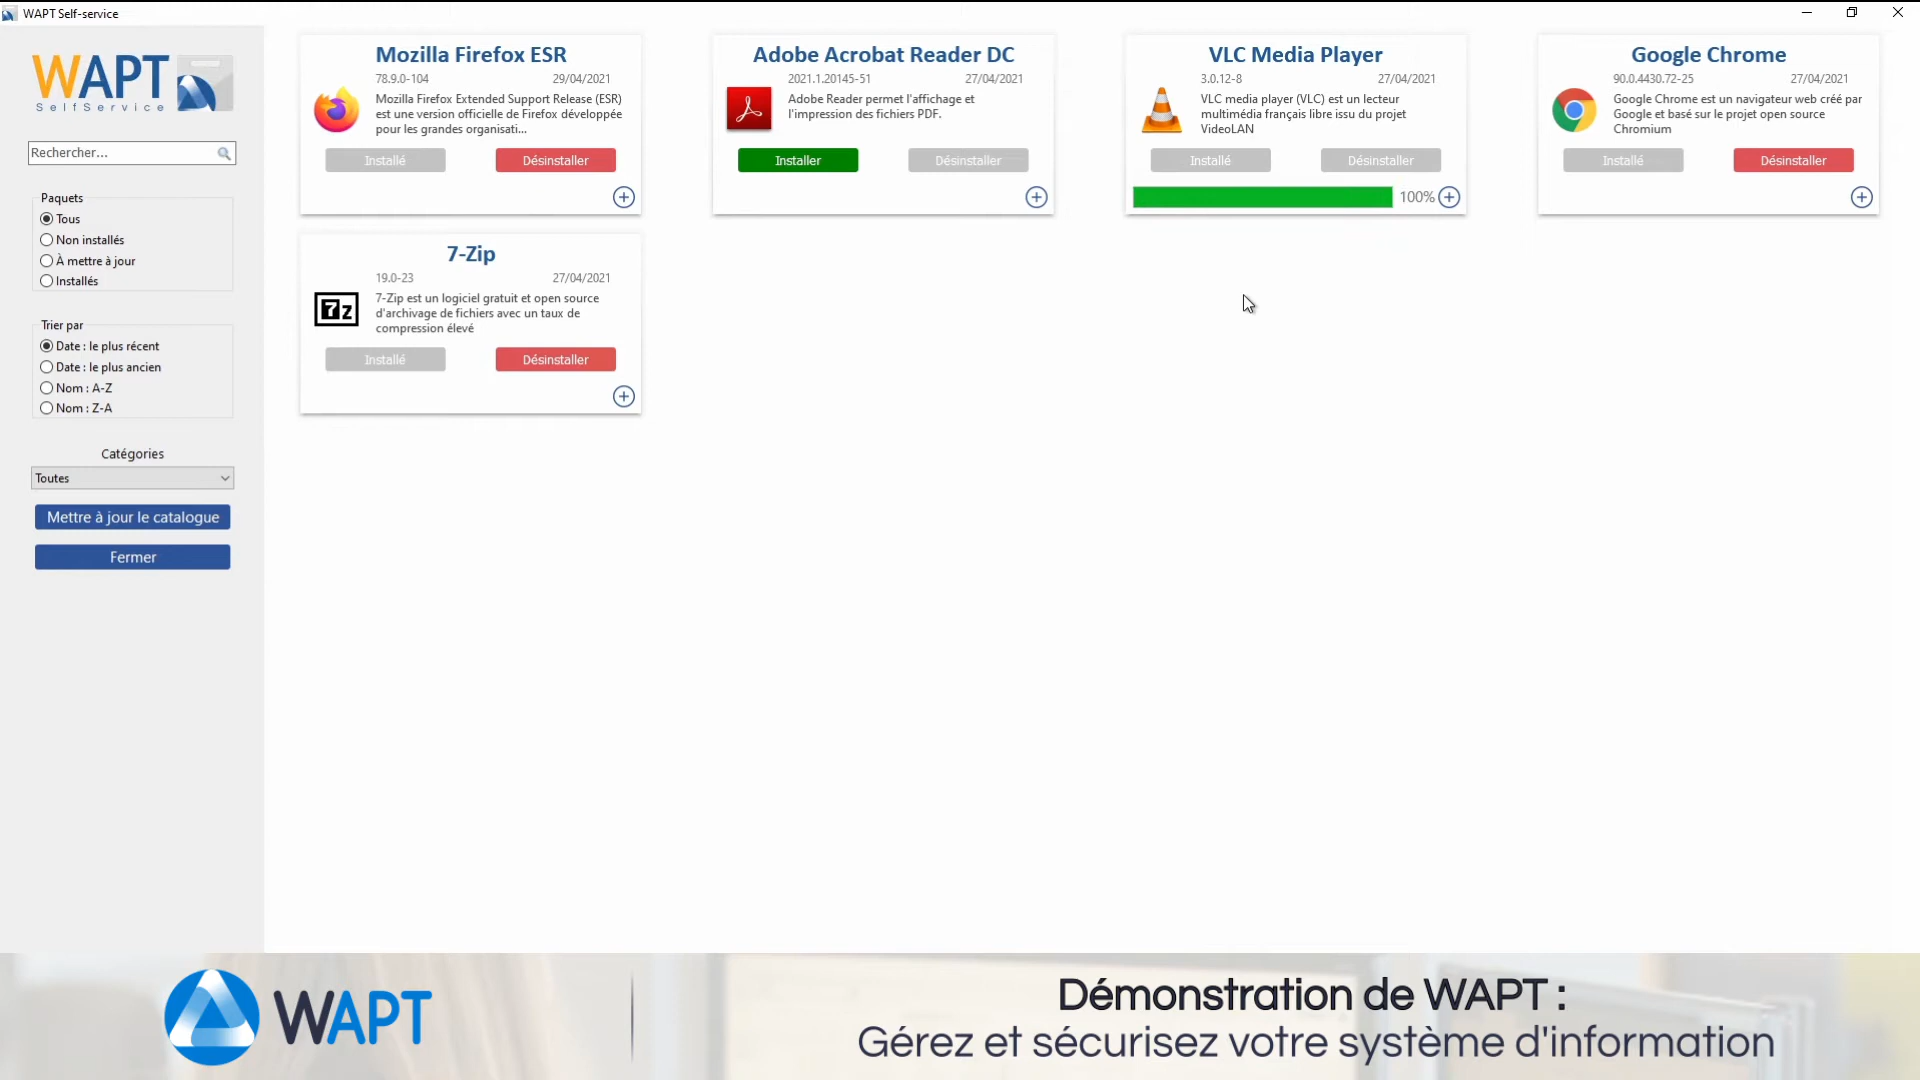 WAPT Self-service
WAPT
SelfService
Rechercher...
Paquets
Tous
Non installés
À mettre à jour
Installés
Trier par
Date : le plus récent
Date : le plus ancien
Nom : A-Z
Nom : Z-A
Catégories
Toutes
Mettre à jour le catalogue
Fermer
Mozilla Firefox ESR
78.9.0-104 29/04/2021
Mozilla Firefox Extended Support Release (ESR)
est une version officielle de Firefox développée
pour les grandes organisati...
Installé Désinstaller
Adobe Acrobat Reader DC
2021.1.20145-51 27/04/2021
Adobe Reader permet l'affichage et
l'impression des fichiers PDF.
Installer Désinstaller
VLC Media Player
3.0.12-8 27/04/2021
VLC media player (VLC) est un lecteur
multimédia français libre issu du projet
VideoLAN
Installé Désinstaller
100%
Google Chrome
90.0.4430.72-25 27/04/2021
Google Chrome est un navigateur web créé par
Google et basé sur le projet open source
Chromium
Installé Désinstaller
7-Zip
19.0-23 27/04/2021
7z
7-Zip est un logiciel gratuit et open source
d'archivage de fichiers avec un taux de
compression élevé
Installé Désinstaller
WAPT
Démonstration de WAPT :
Gérez et sécurisez votre système d'information